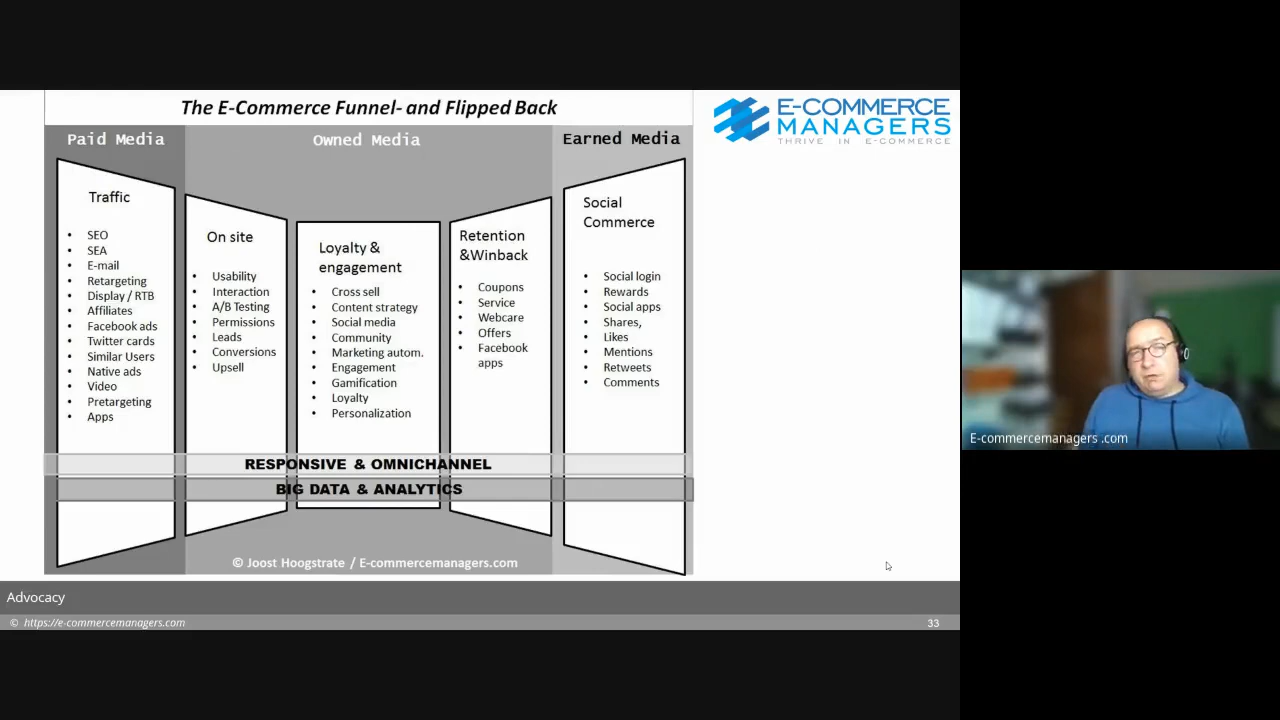 The E-Commerce Funnel- and Flipped Back
E-COMMERCE
MANAGERS
THRIVE IN E-COMMERCE
Paid Media
Owned Media
Earned Media
Traffic
• SEO
• SEA
• E-mail
• Retargeting
• Display / RTB
• Affiliates
• Facebook ads
• Twitter cards
• Similar Users
• Native ads
• Video
• Pretargeting
• Apps
On site
• Usability
• Interaction
• A/B Testing
• Permissions
• Leads
• Conversions
• Upsell
Loyalty &
engagement
• Cross sell
• Content strategy
• Social media
• Community
• Marketing autom.
• Engagement
• Gamification
• Loyalty
• Personalization
Retention
&Winback
• Coupons
• Service
• Webcare
• Offers
• Facebook
apps
Social
Commerce
• Social login
• Rewards
• Social apps
• Shares,
• Likes
• Mentions
• Retweets
• Comments
RESPONSIVE & OMNICHANNEL
BIG DATA & ANALYTICS
© Joost Hoogstrate / E-commercemanagers.com
E-commercemanagers .com
Advocacy
© https://e-commercemanagers.com
33